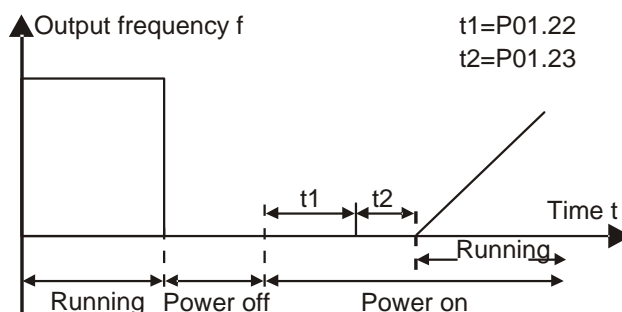 Output frequency f
t1=P01.22
t2=P01.23
t1
t2
Time t
Running
Running
Power off
Power on